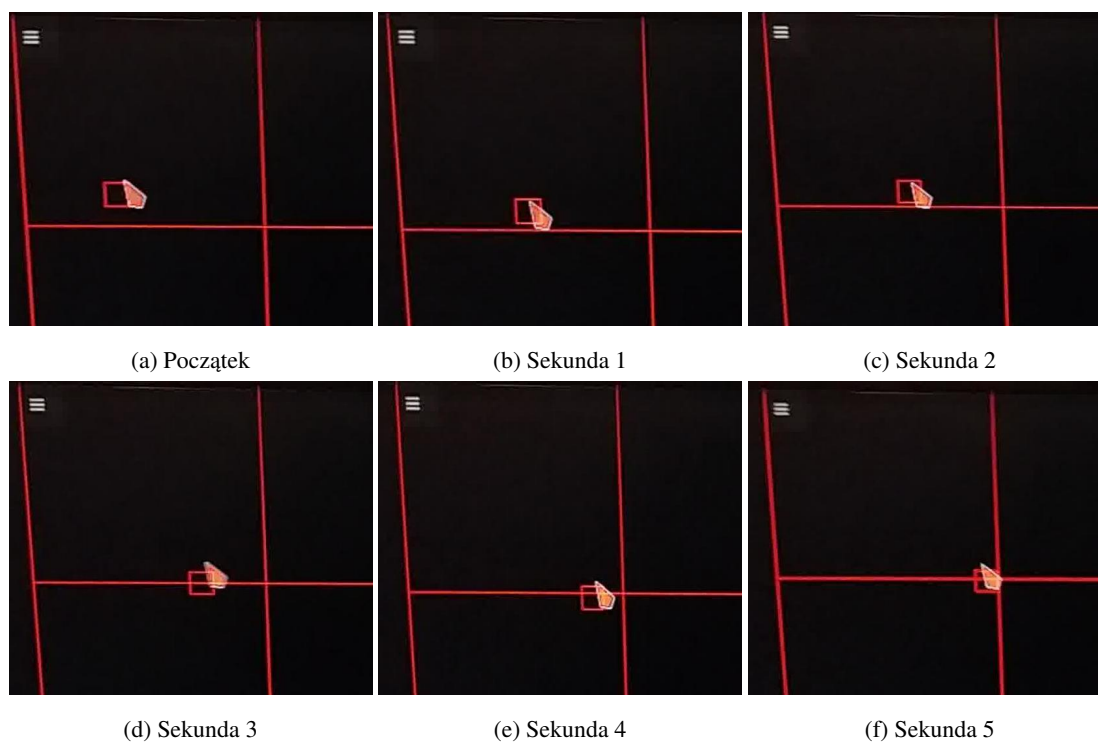 (a) Początek
(b) Sekunda 1
(c) Sekunda 2
(d) Sekunda 3
(e) Sekunda 4
(f) Sekunda 5